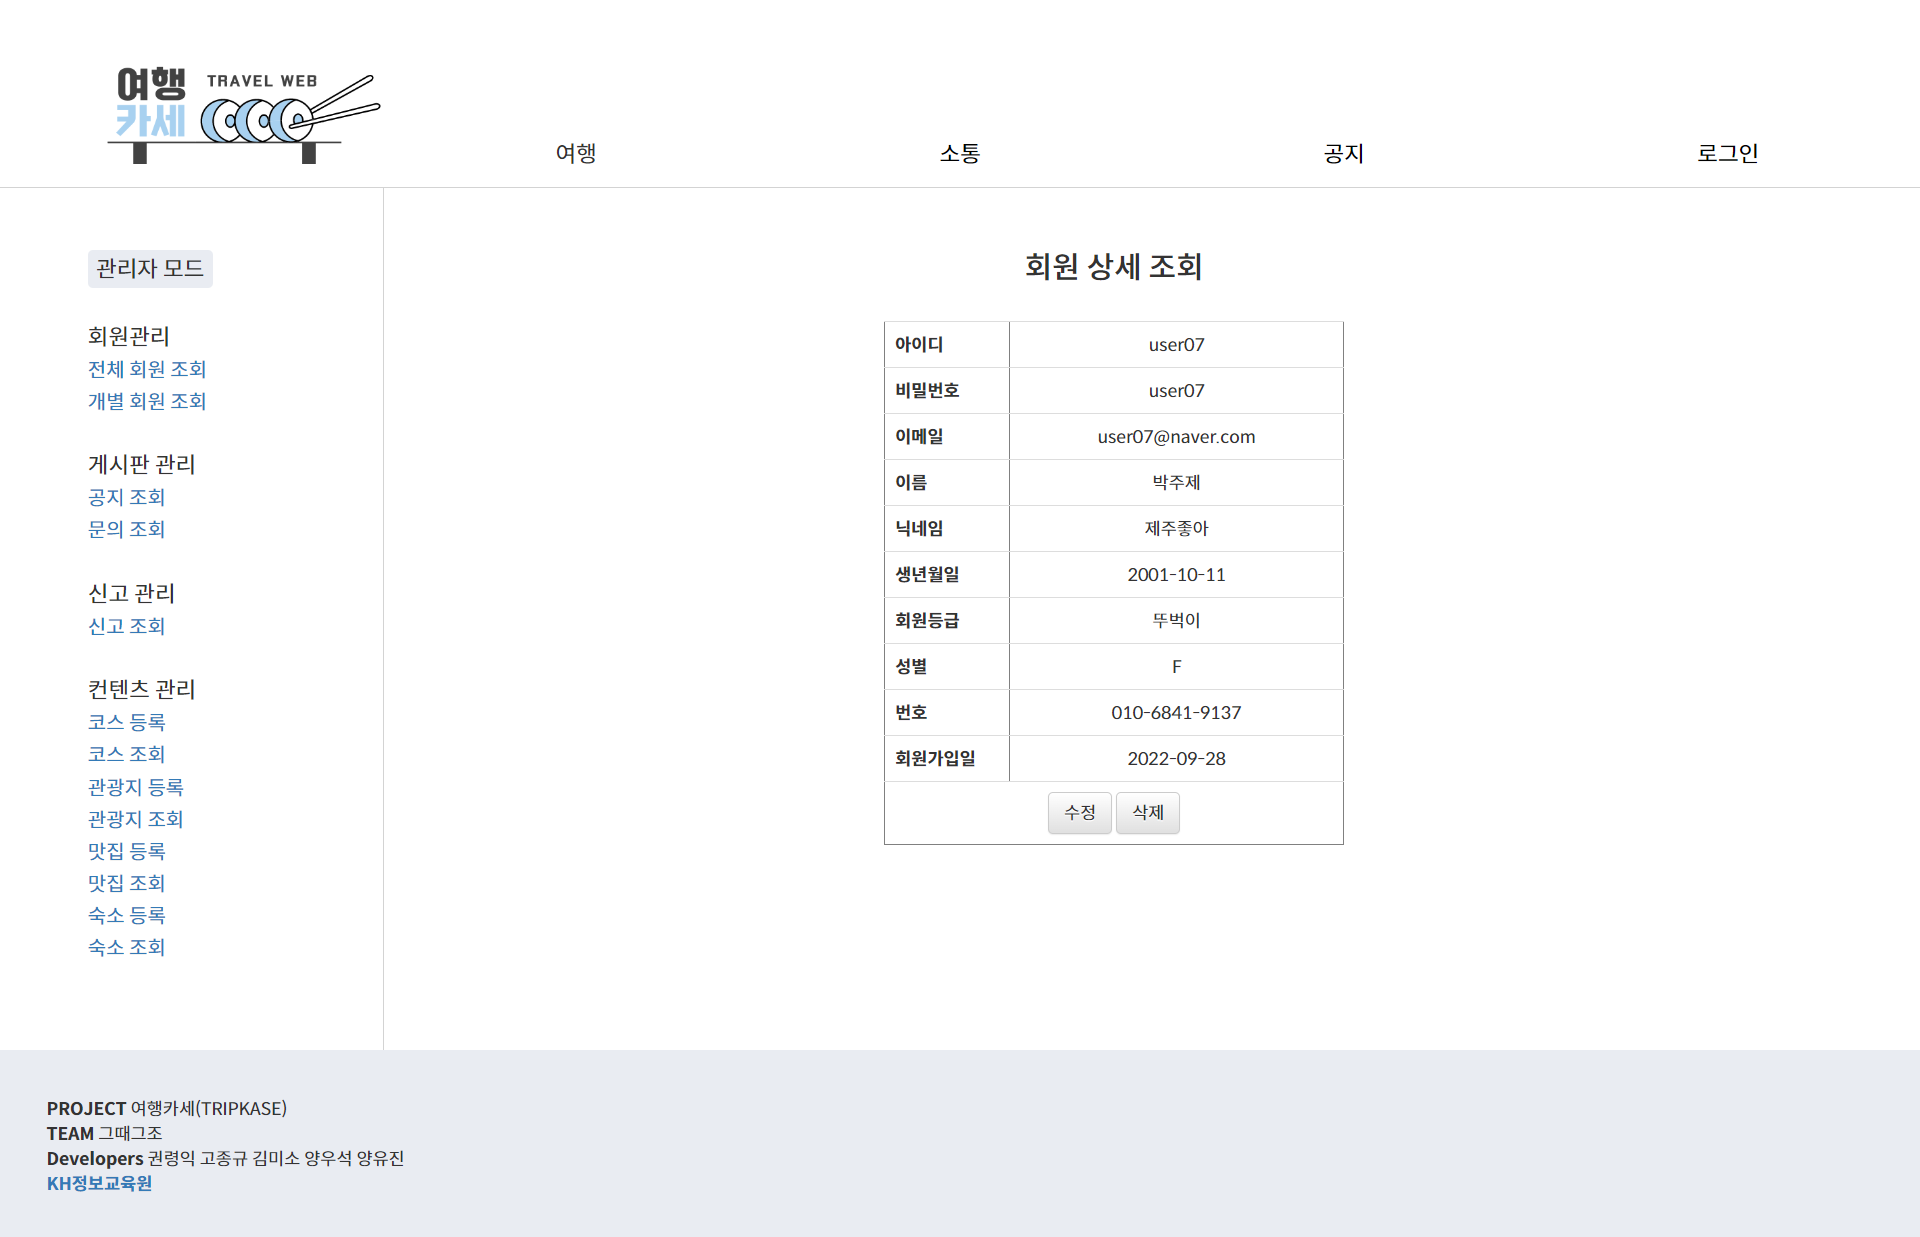 여행
카세
TRAVEL WEB
여행
소통
공지
로그인
관리자 모드
회원관리
전체 회원 조회
개별 회원 조회
게시판 관리
공지 조회
문의 조회
신고 관리
신고 조회
컨텐츠 관리
코스 등록
코스 조회
관광지 등록
관광지 조회
맛집 등록
맛집 조회
숙소 등록
숙소 조회
회원 상세 조회
아이디 user07
비밀번호 user07
이메일 user07@naver.com
이름 박주제
닉네임 제주좋아
생년월일 2001-10-11
회원등급 뚜벅이
성별 F
번호 010-6841-9137
회원가입일 2022-09-28
수정 삭제
PROJECT 여행카세(TRIPKASE)
TEAM 그때그조
Developers 권령익 고종규 김미소 양우석 양유진
KH정보교육원